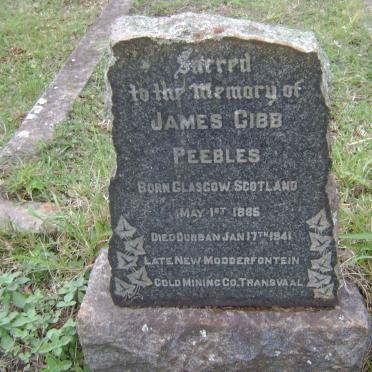 Sacred
to the Memory of
JAMES GIBB
PEEBLES
BORN GLASGOW, SCOTLAND
MAY 1ST 1885
DIED DURBAN JAN 17TH 1941
LATE NEW MODDERFONTEIN
GOLD MINING CO. TRANSVAAL